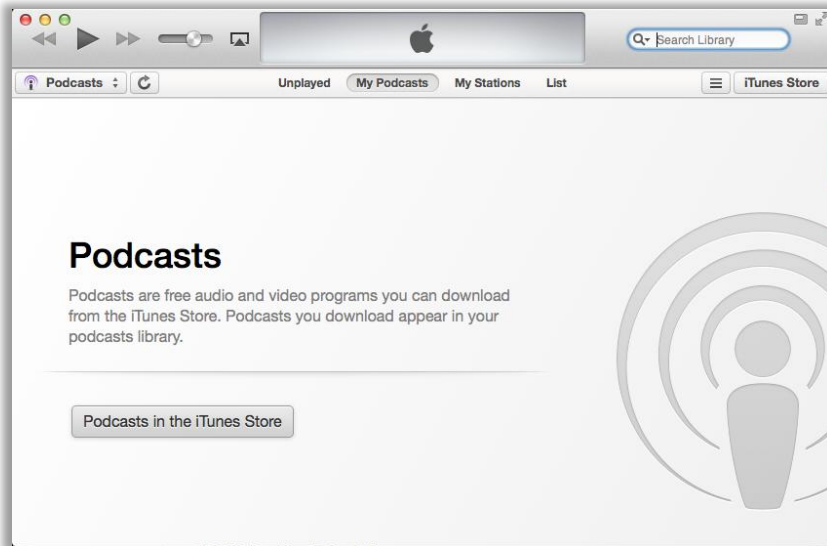 Search Library
Podcasts
Unplayed
My Podcasts
My Stations
List
iTunes Store
Podcasts
Podcasts are free audio and video programs you can download
from the iTunes Store. Podcasts you download appear in your
podcasts library.
Podcasts in the iTunes Store